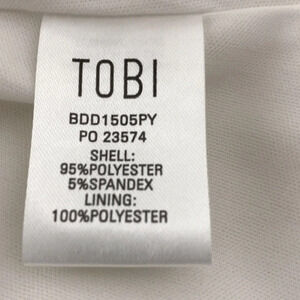 TOBI
BDD1505PY
PO 23574
SHELL:
95%POLYESTER
5%SPANDEX
LINING:
100%POLYESTER